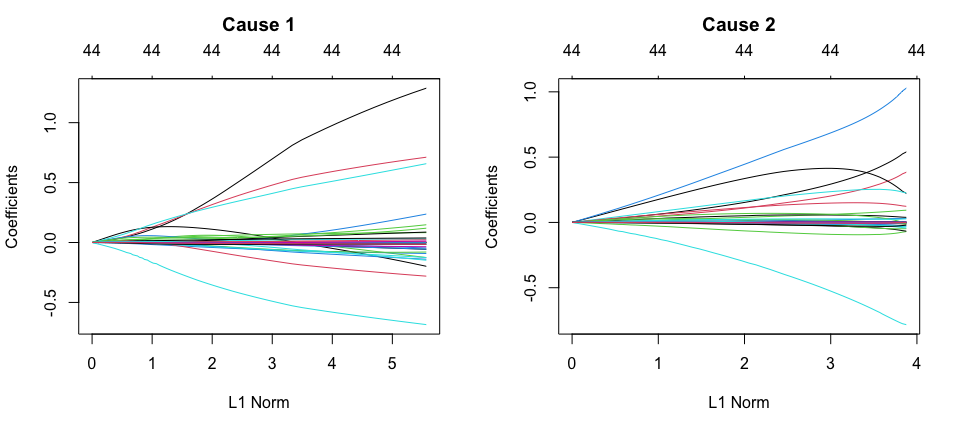 Cause 1
44 44 44 44 44 44
Coefficients
1.0
0.5
0.0
-0.5
0 1 2 3 4 5
L1 Norm
Cause 2
44 44 44 44 44
Coefficients
1.0
0.5
0.0
-0.5
0 1 2 3 4
L1 Norm